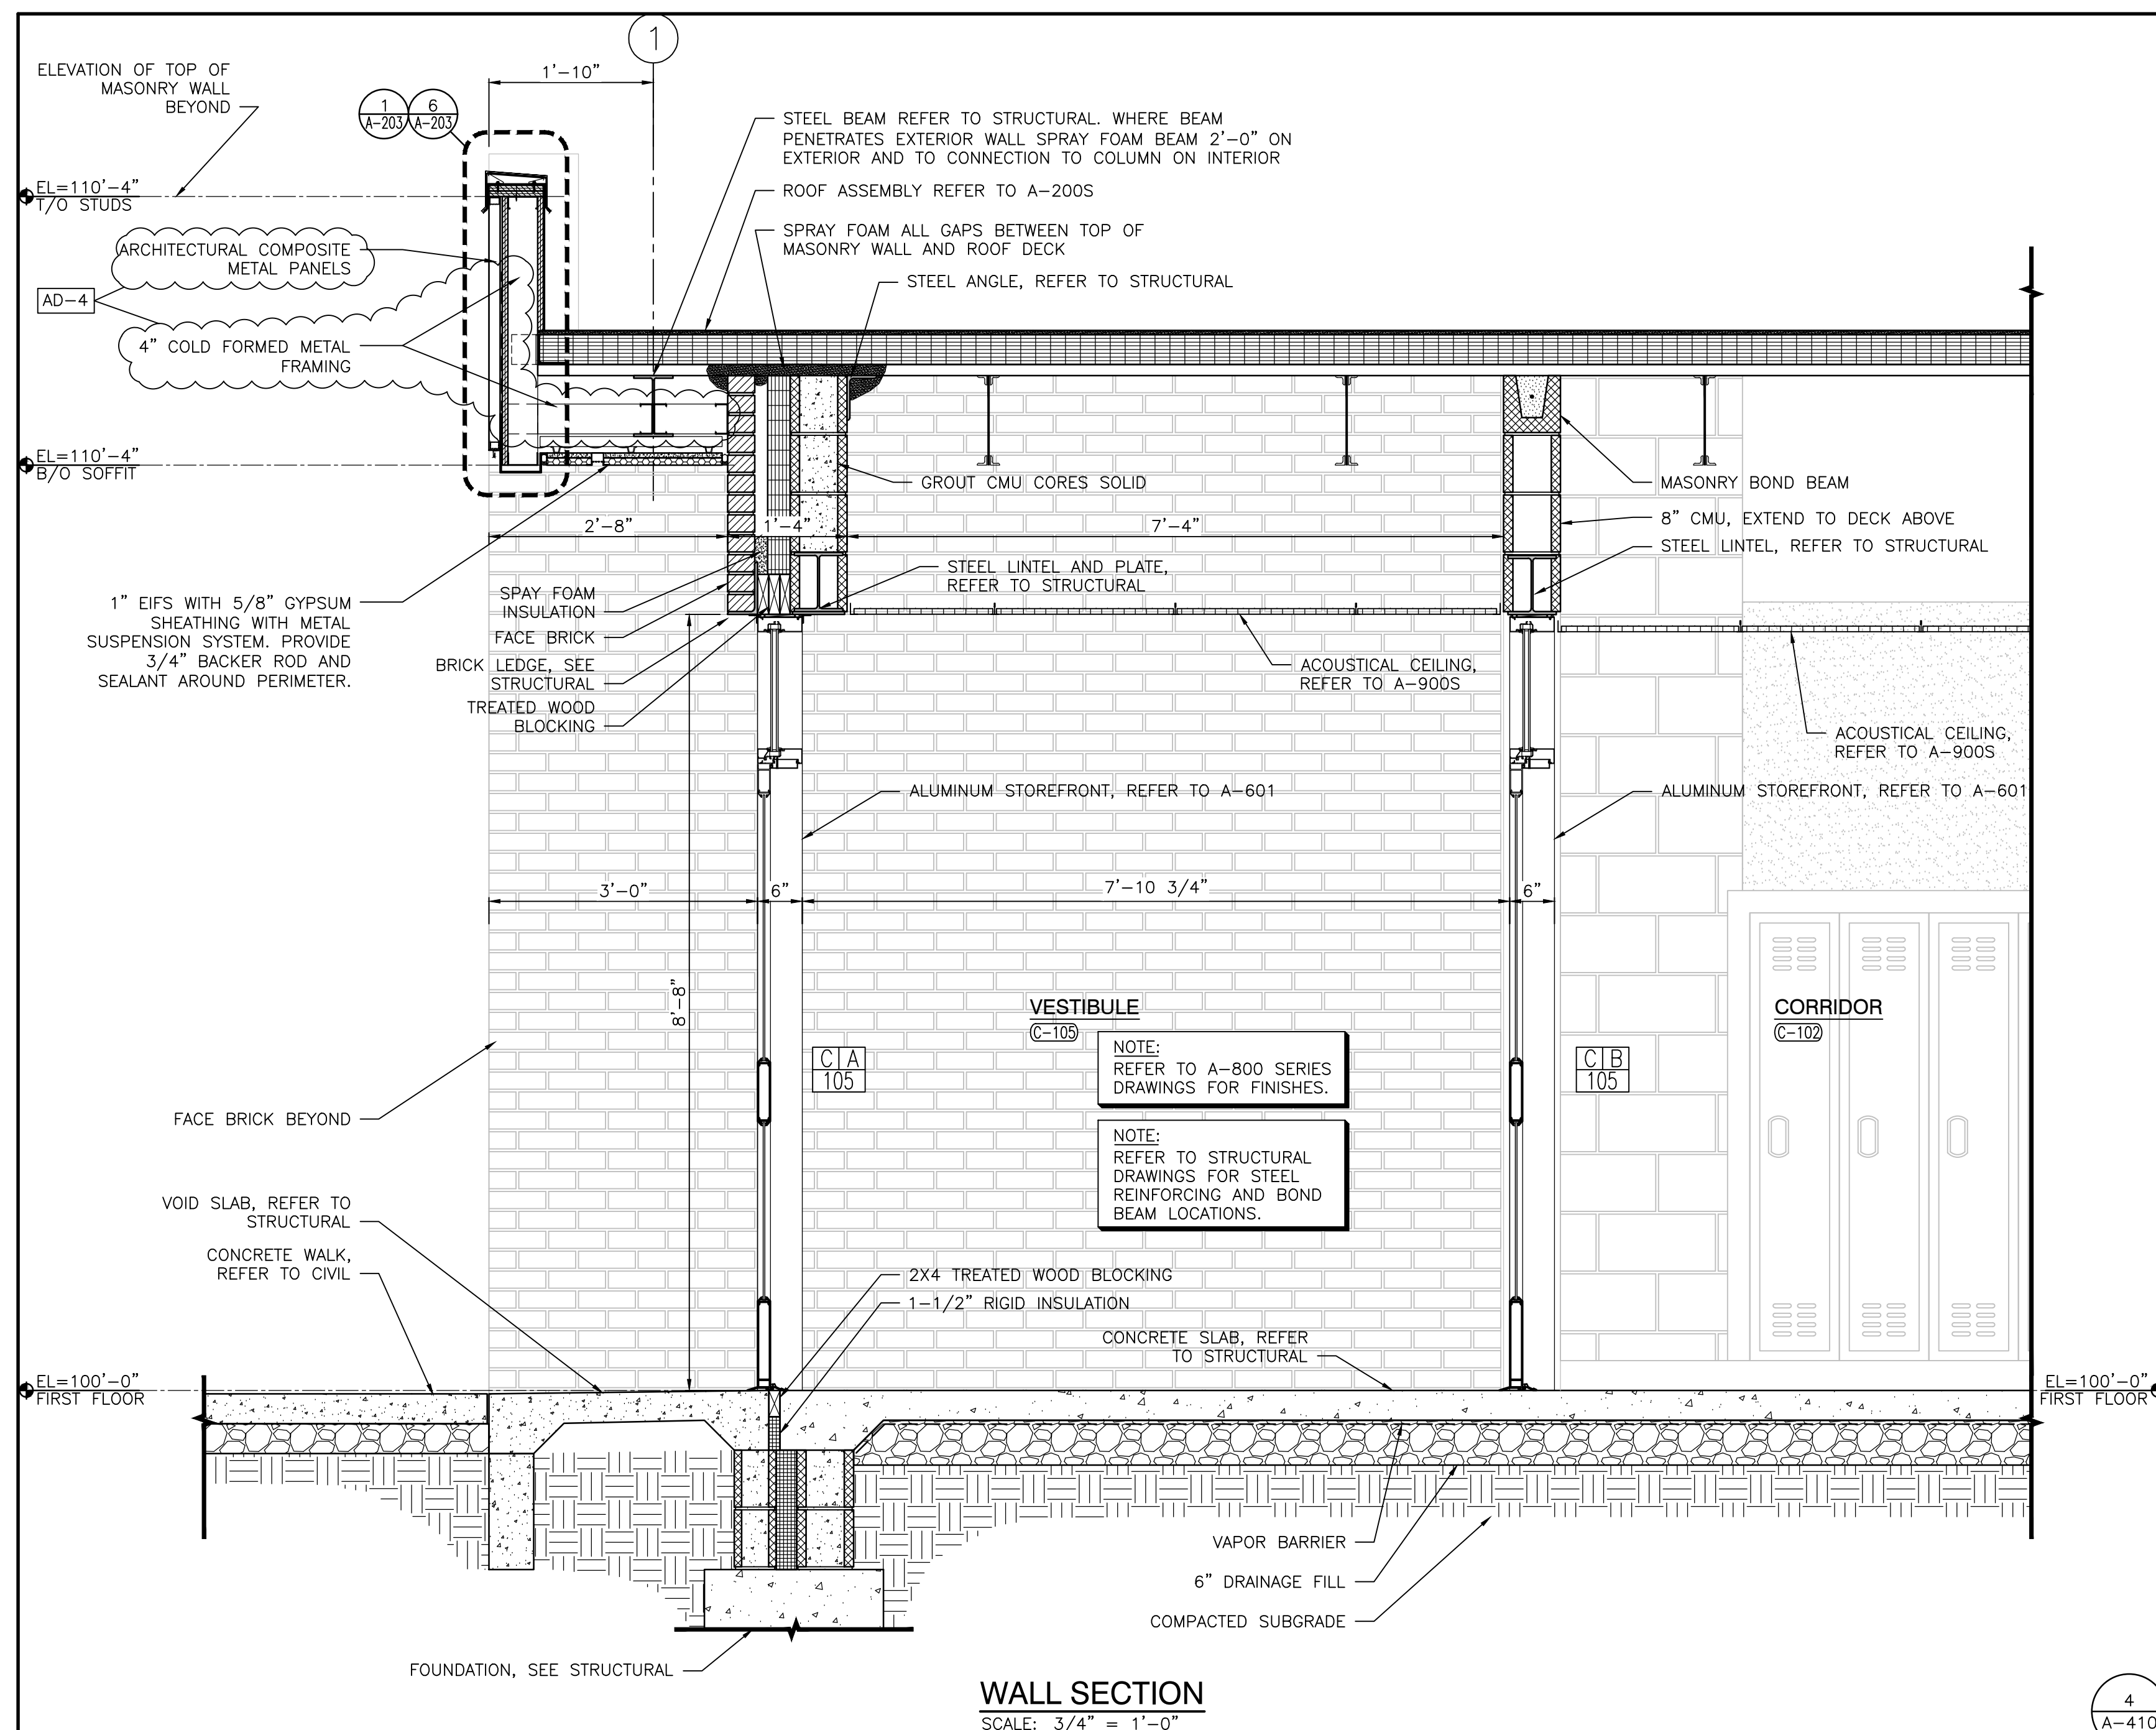 1
1'-10"
ELEVATION OF TOP OF
MASONRY WALL
BEYOND
1
A-203
6
A-203
STEEL BEAM REFER TO STRUCTURAL. WHERE BEAM
PENETRATES EXTERIOR WALL SPRAY FOAM BEAM 2'-0" ON
EXTERIOR AND TO CONNECTION TO COLUMN ON INTERIOR
EL=110'-4"
T/O STUDS
ROOF ASSEMBLY REFER TO A-200S
SPRAY FOAM ALL GAPS BETWEEN TOP OF
MASONRY WALL AND ROOF DECK
ARCHITECTURAL COMPOSITE
METAL PANELS
STEEL ANGLE, REFER TO STRUCTURAL
AD-4
4" COLD FORMED METAL
FRAMING
EL=110'-4"
B/O SOFFIT
GROUT CMU CORES SOLID
MASONRY BOND BEAM
2'-8"
1'-4"
7'-4"
8" CMU, EXTEND TO DECK ABOVE
STEEL LINTEL, REFER TO STRUCTURAL
STEEL LINTEL AND PLATE,
REFER TO STRUCTURAL
1" EIFS WITH 5/8" GYPSUM
SHEATHING WITH METAL
SUSPENSION SYSTEM. PROVIDE
3/4" BACKER ROD AND
SEALANT AROUND PERIMETER.
SPAY FOAM
INSULATION
FACE BRICK
BRICK LEDGE, SEE
STRUCTURAL
TREATED WOOD
BLOCKING
ACOUSTICAL CEILING,
REFER TO A-900S
ACOUSTICAL CEILING,
REFER TO A-900S
ALUMINUM STOREFRONT, REFER TO A-601
ALUMINUM STOREFRONT, REFER TO A-601
3'-0"
6"
7'-10 3/4"
6"
8'-8"
VESTIBULE
C-105
CORRIDOR
C-102
C A
105
NOTE:
REFER TO A-800 SERIES
DRAWINGS FOR FINISHES.
C B
105
FACE BRICK BEYOND
NOTE:
REFER TO STRUCTURAL
DRAWINGS FOR STEEL
REINFORCING AND BOND
BEAM LOCATIONS.
VOID SLAB, REFER TO
STRUCTURAL
CONCRETE WALK,
REFER TO CIVIL
2X4 TREATED WOOD BLOCKING
1-1/2" RIGID INSULATION
CONCRETE SLAB, REFER
TO STRUCTURAL
EL=100'-0"
FIRST FLOOR
EL=100'-0"
FIRST FLOOR
VAPOR BARRIER
6" DRAINAGE FILL
COMPACTED SUBGRADE
FOUNDATION, SEE STRUCTURAL
WALL SECTION
SCALE: 3/4" = 1'-0"
4
A-410